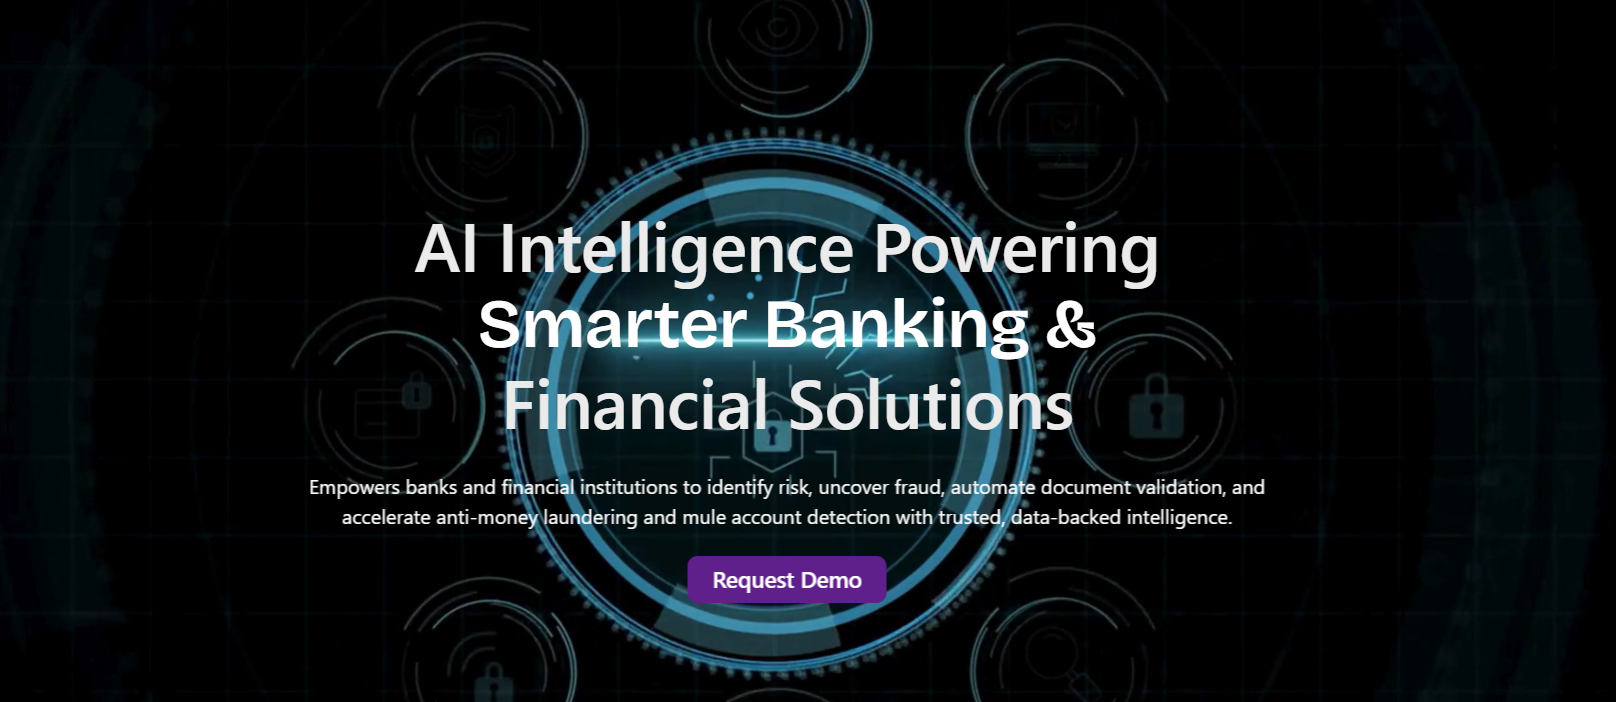 AI Intelligence Powering
Smarter Banking &
Financial Solutions
Empowers banks and financial institutions to identify risk, uncover fraud, automate document validation, and
accelerate anti-money laundering and mule account detection with trusted, data-backed intelligence.
Request Demo